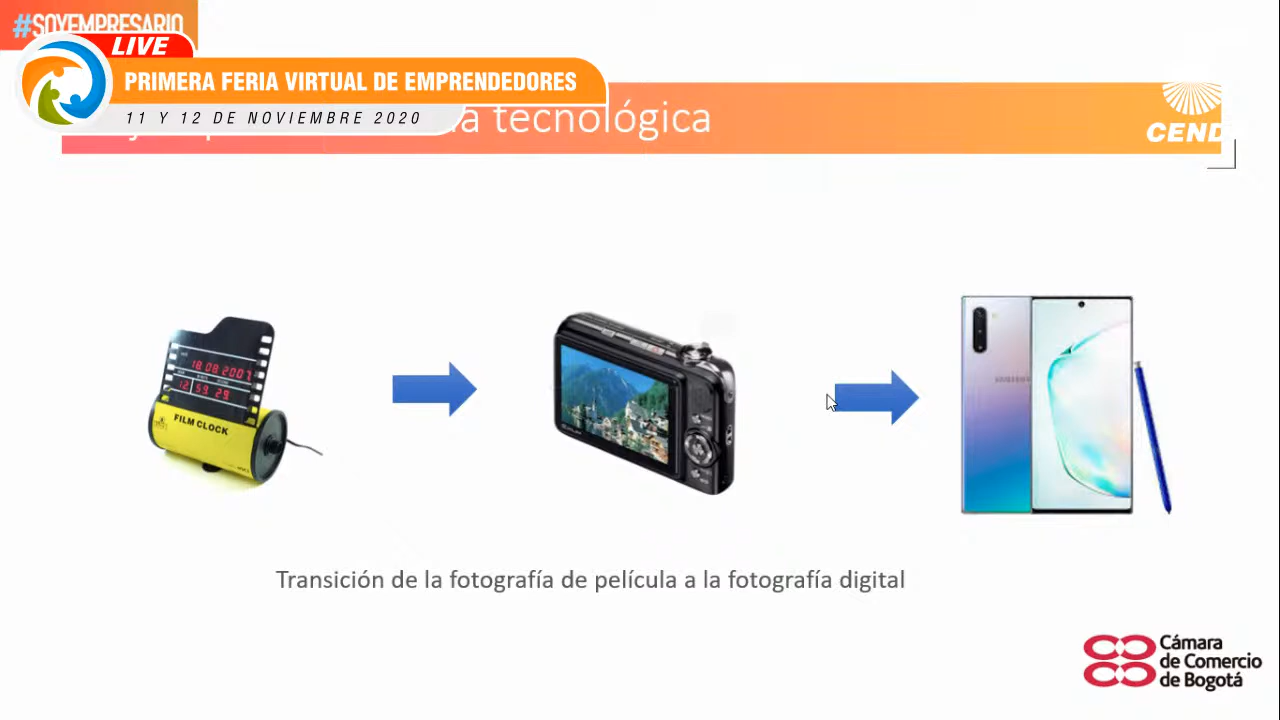 #SOYEMPRESARIO
LIVE
PRIMERA FERIA VIRTUAL DE EMPRENDEDORES
11 Y 12 DE NOVIEMBRE 2020
tecnológica
CEND
18 08 2007
12 59 29
FILM CLOCK
SAMSUNG
Transición de la fotografía de película a la fotografía digital
Cámara
de Comercio
de Bogotá